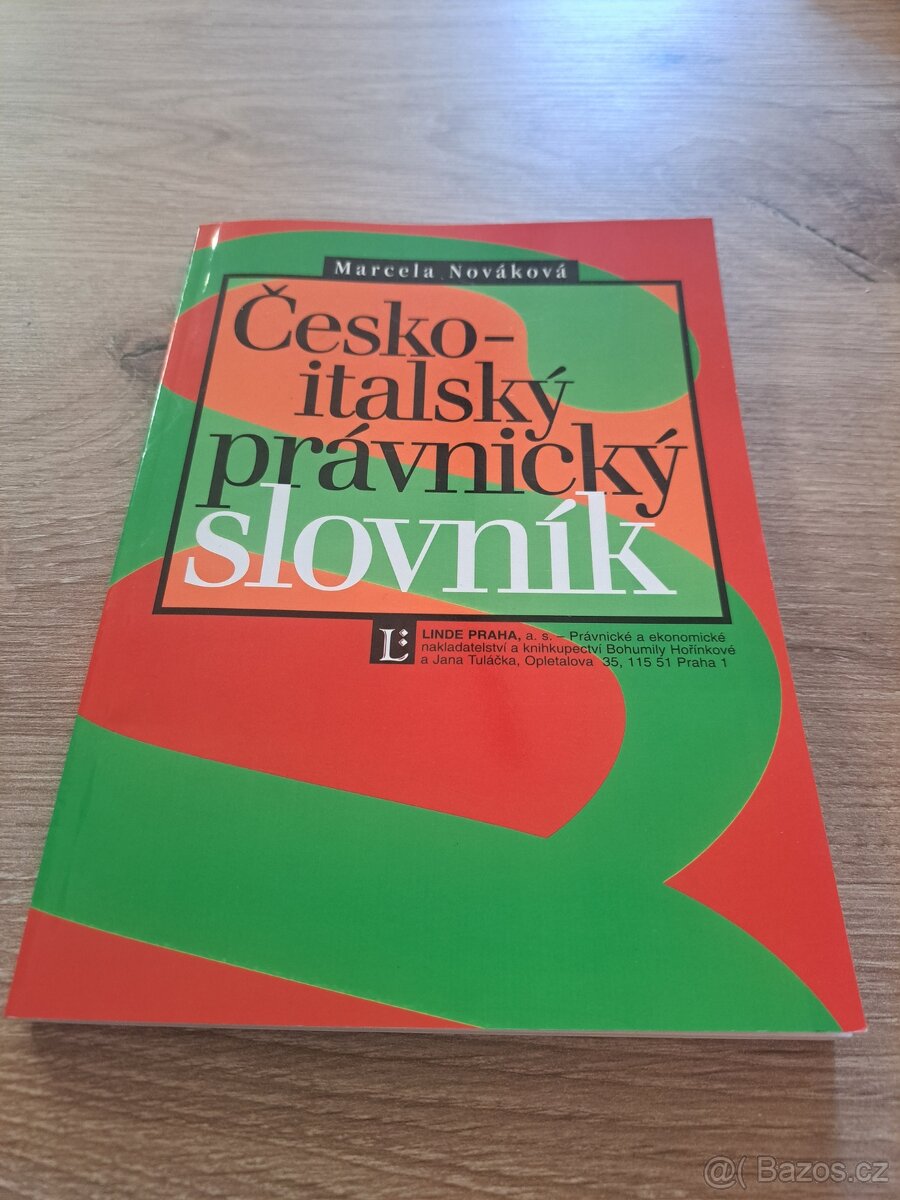 Marcela Nováková
Česko-
italský
právnický
slovník
L:
LINDE PRAHA, a. s. – Právnické a ekonomické
nakladatelství a knihkupectví Bohumily Hořínkové
a Jana Tuláčka, Opletalova 35, 115 51 Praha 1
@( Bazos.cz